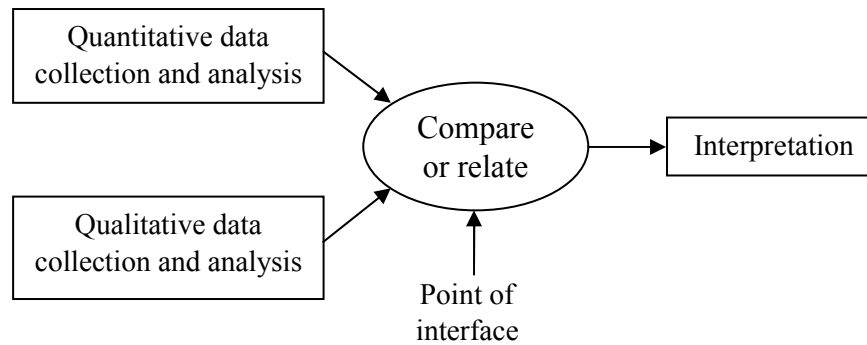 Quantitative data
collection and analysis
Compare
or relate
Interpretation
Qualitative data
collection and analysis
Point of
interface